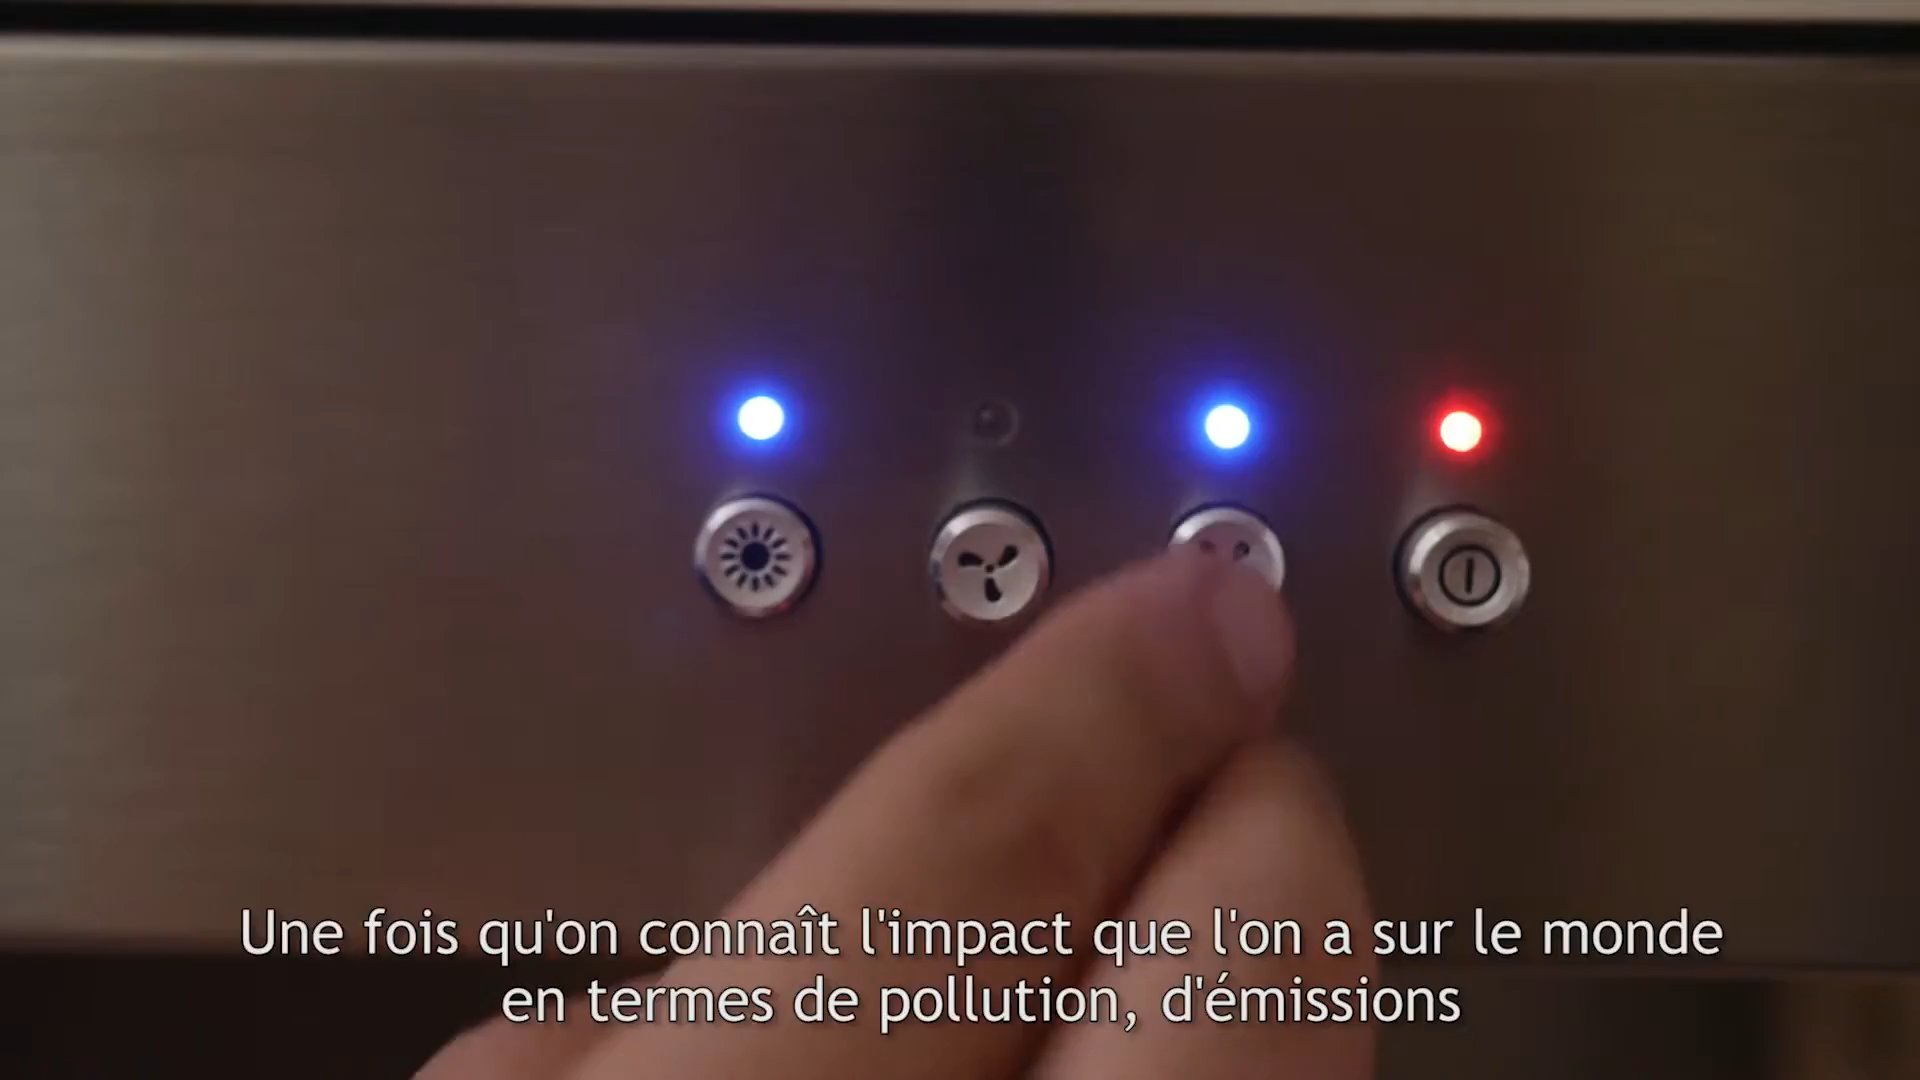 Une fois qu'on connaît l'impact que l'on a sur le monde
en termes de pollution, d'émissions